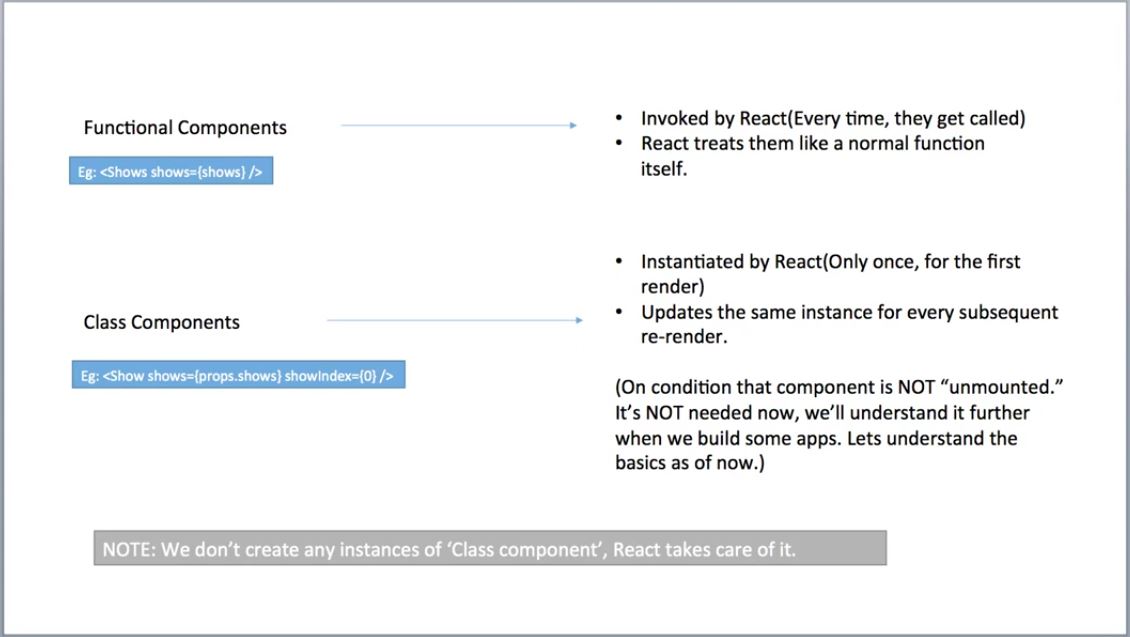 Functional Components
Eg: <Shows shows={shows} />
• Invoked by React(Every time, they get called)
• React treats them like a normal function
itself.
Class Components
Eg: <Show shows={props.shows} showIndex={0} />
• Instantiated by React(Only once, for the first
render)
• Updates the same instance for every subsequent
re-render.
(On condition that component is NOT “unmounted.”
It’s NOT needed now, we’ll understand it further
when we build some apps. Lets understand the
basics as of now.)
NOTE: We don’t create any instances of ‘Class component’, React takes care of it.